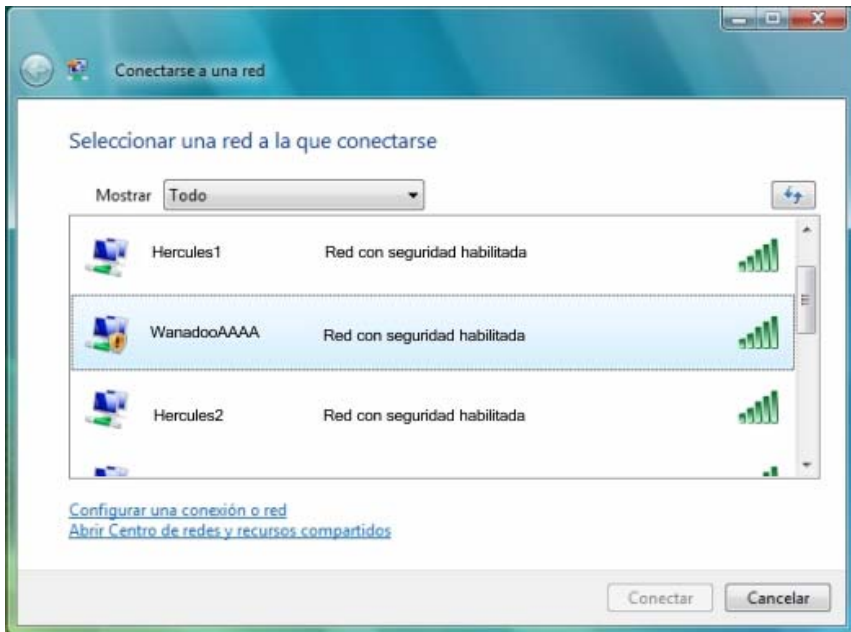 Conectarse a una red
Seleccionar una red a la que conectarse
Mostrar Todo
Hercules1 Red con seguridad habilitada
WanadooAAAA Red con seguridad habilitada
Hercules2 Red con seguridad habilitada
Configurar una conexión o red
Abrir Centro de redes y recursos compartidos
Conectar Cancelar